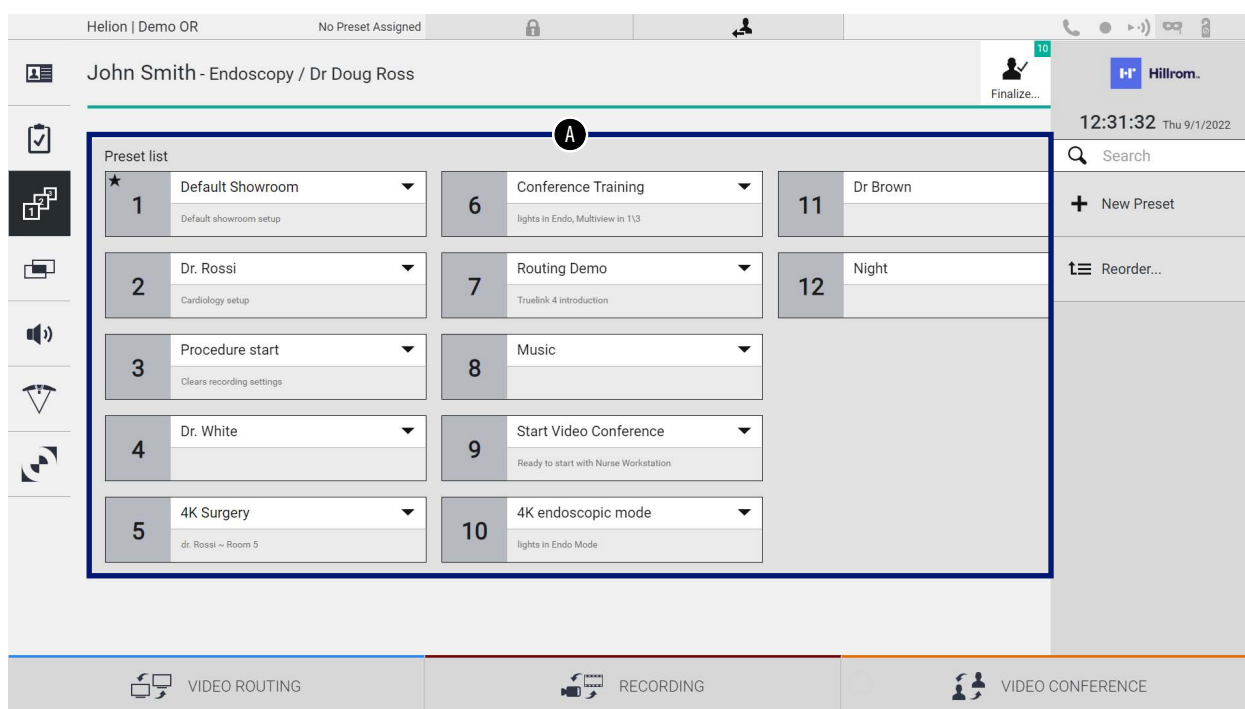 Helion | Demo OR
No Preset Assigned
10
John Smith - Endoscopy / Dr Doug Ross
Finalize...
Hillrom™
12:31:32 Thu 9/1/2022
Search
New Preset
Reorder...
A
Preset list
1
Default Showroom
Default showroom setup
2
Dr. Rossi
Cardiology setup
3
Procedure start
Clears recording settings
4
Dr. White
5
4K Surgery
dr. Rossi ~ Room 5
6
Conference Training
lights in Endo, Multiview in 1\3
7
Routing Demo
Truelink 4 introduction
8
Music
9
Start Video Conference
Ready to start with Nurse Workstation
10
4K endoscopic mode
lights in Endo Mode
11
Dr Brown
12
Night
VIDEO ROUTING
RECORDING
VIDEO CONFERENCE